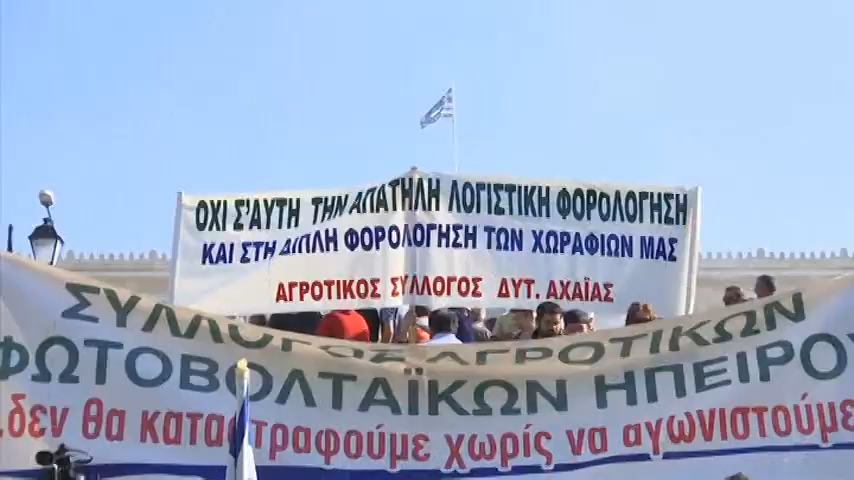 ΟΧΙ Σ'ΑΥΤΗ ΤΗΝ ΑΠΑΤΗΛΗ ΛΟΓΙΣΤΙΚΗ ΦΟΡΟΛΟΓΗΣΗ
ΚΑΙ ΣΤΗ ΔΙΠΛΗ ΦΟΡΟΛΟΓΗΣΗ ΤΩΝ ΧΩΡΑΦΙΩΝ ΜΑΣ
ΑΓΡΟΤΙΚΟΣ ΣΥΛΛΟΓΟΣ ΔΥΤ. ΑΧΑΪΑΣ
ΣΥΛΛΟΓΟΣ ΑΓΡΟΤΙΚΩΝ
ΦΩΤΟΒΟΛΤΑΪΚΩΝ ΗΠΕΙΡΟΥ
..δεν θα καταστραφούμε χωρίς να αγωνιστούμε